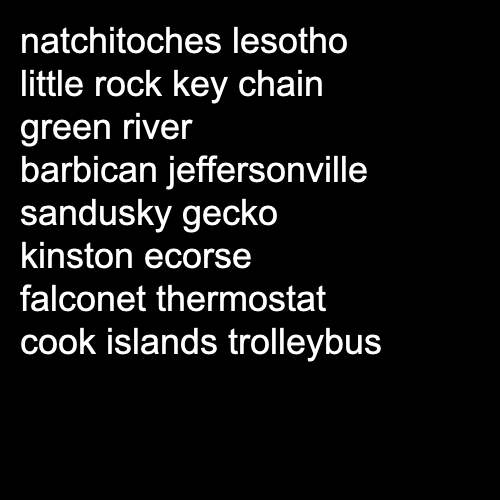 natchitoches lesotho
little rock key chain
green river
barbican jeffersonville
sandusky gecko
kinston ecorse
falconet thermostat
cook islands trolleybus